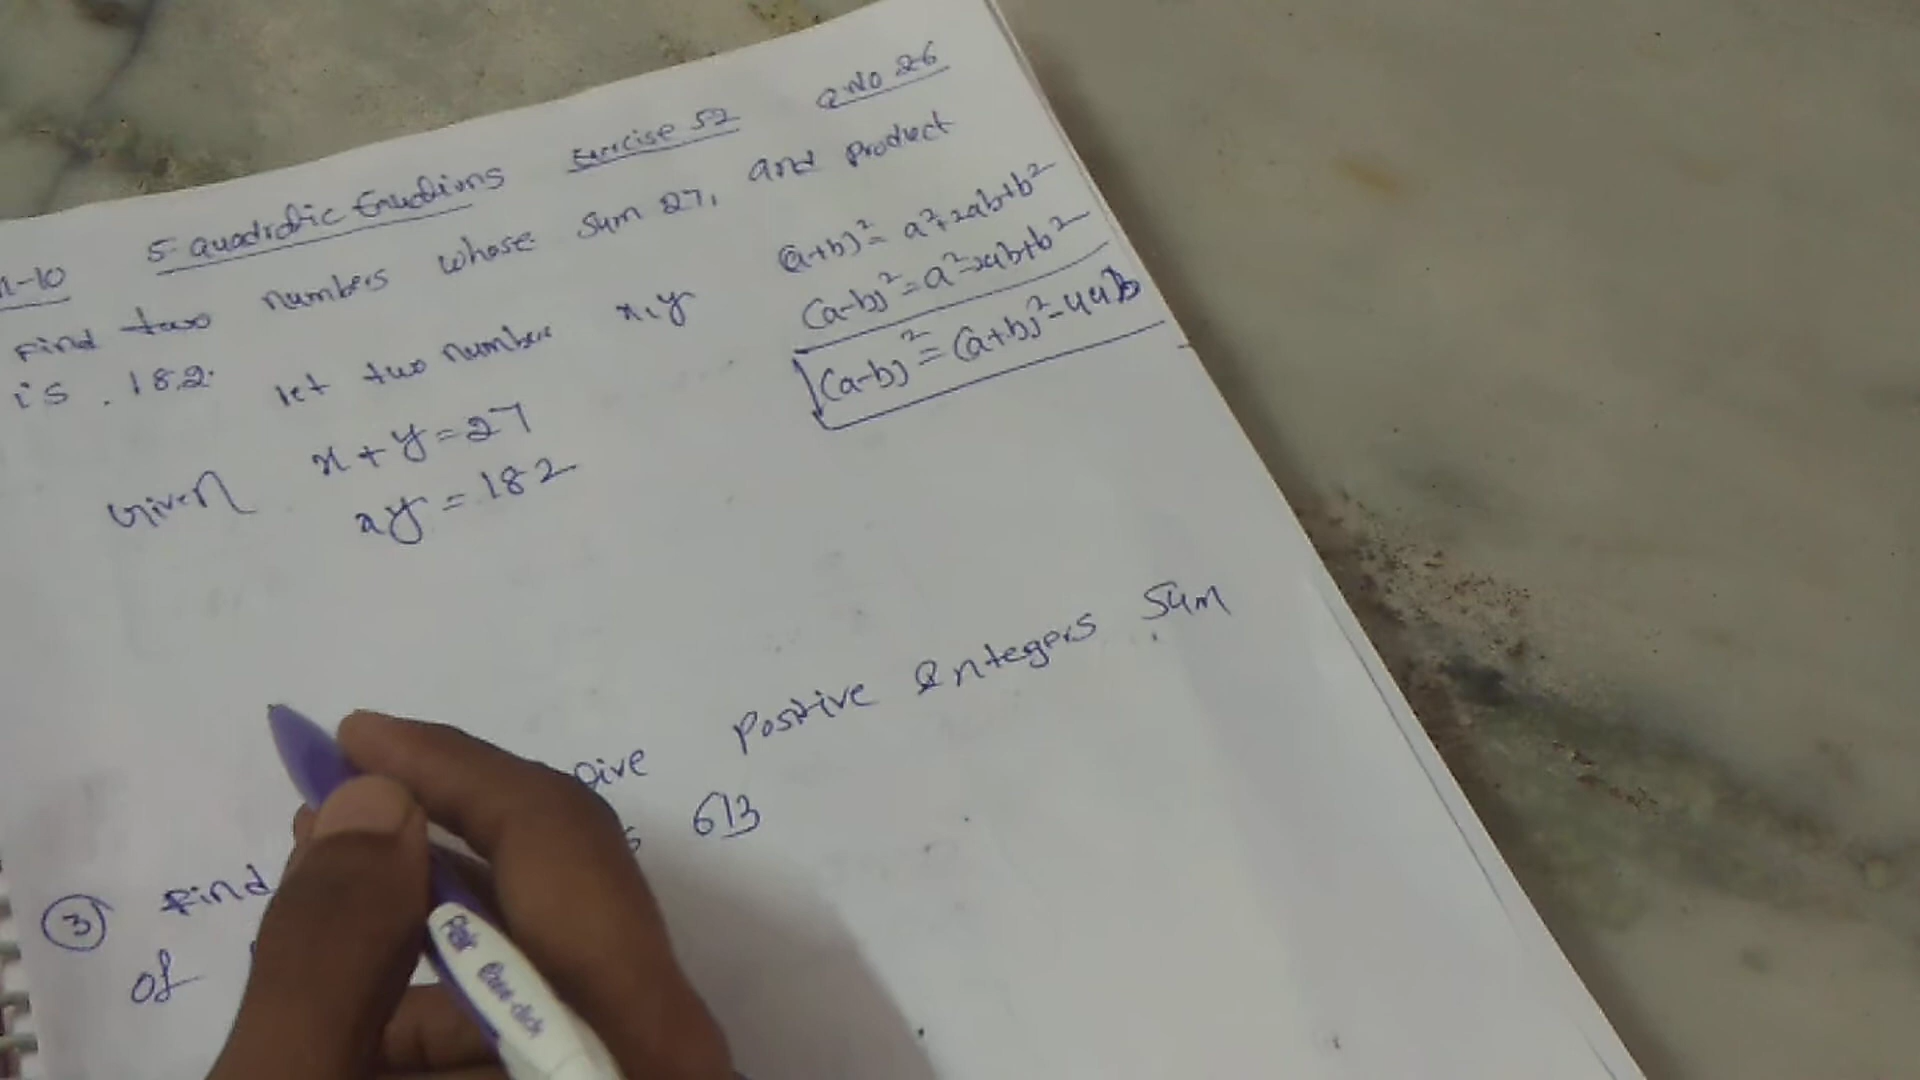 5. Quadratic Equations Exercise 5.2 Q NO 26
-10
Find two numbers whose sum 27, and product
is . 182.
let two number x, y
Given x + y = 27
xy = 182
(a+b)² = a²+2ab+b²
(a-b)² = a²-2ab+b²
(a-b)² = (a+b)² - 4ab
③ Find Positive Integers Sum
of 613
Pair